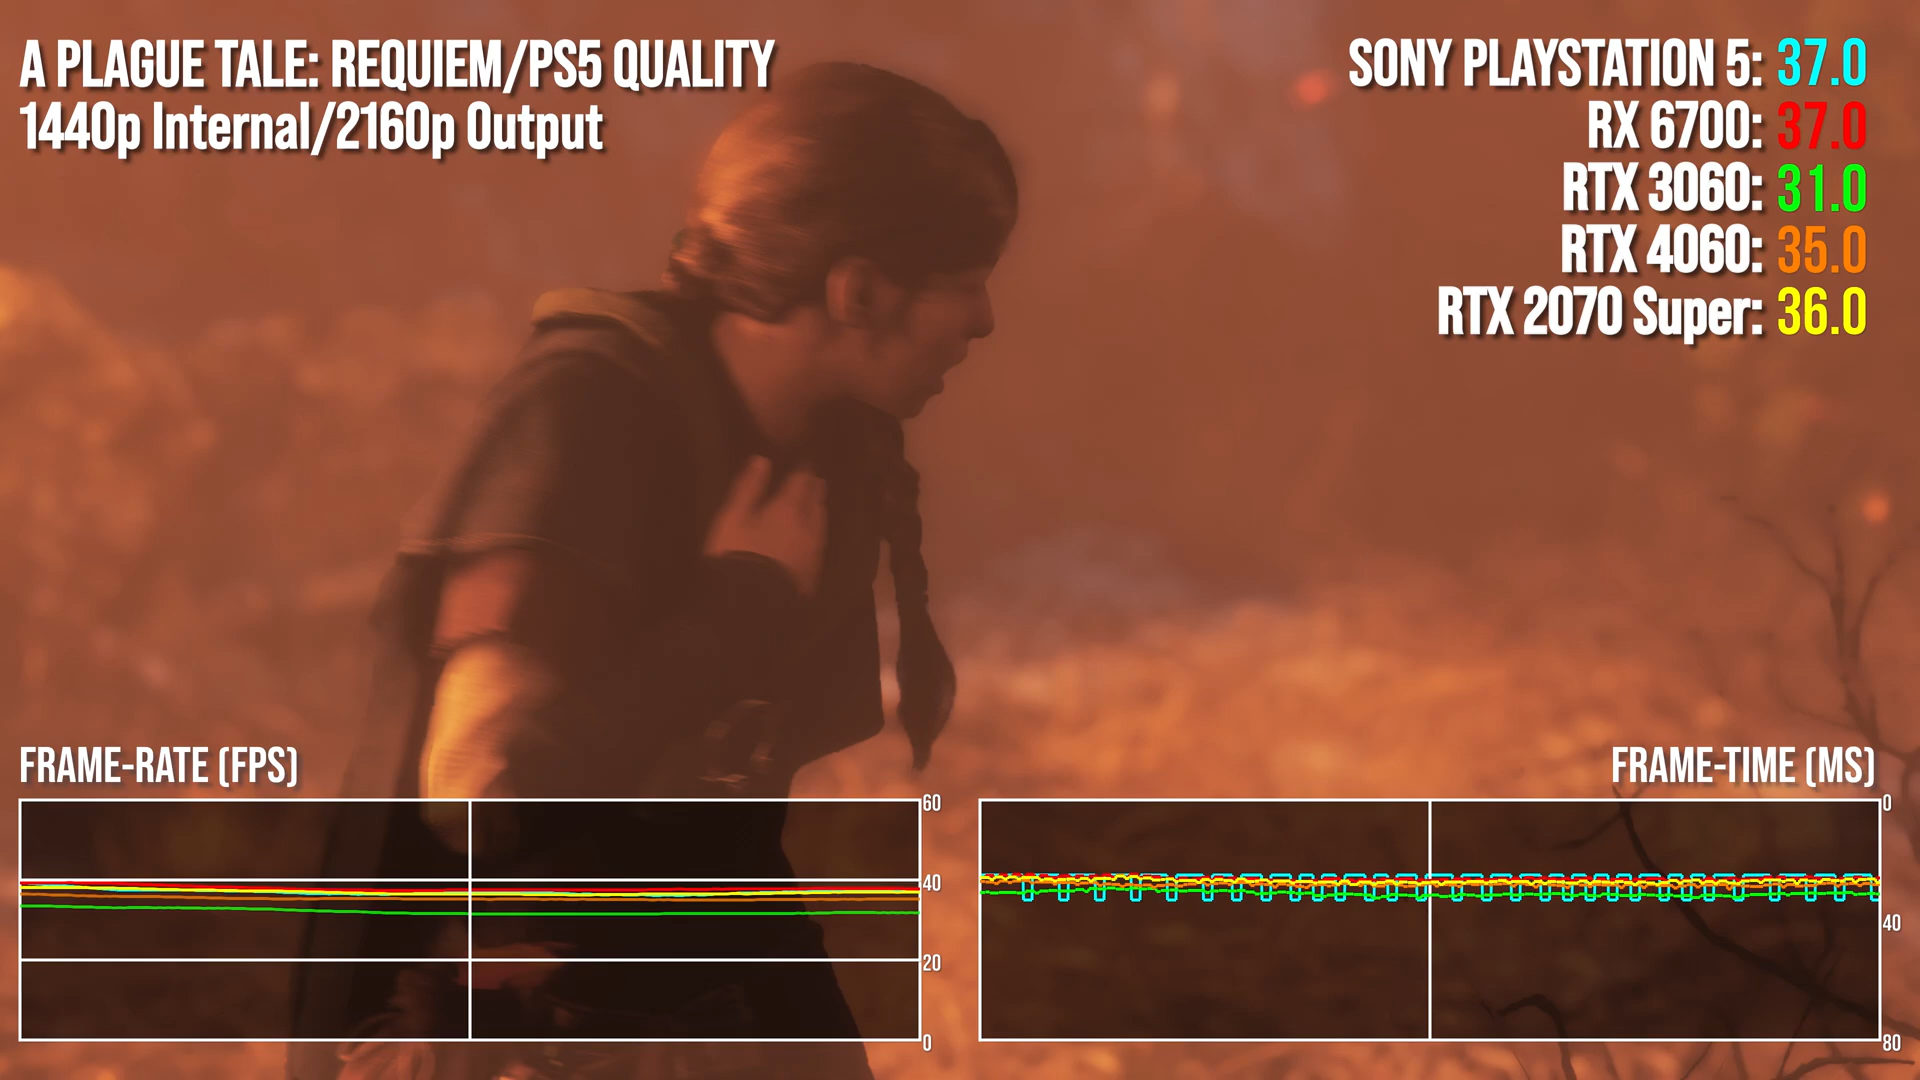 A PLAGUE TALE: REQUIEM/PS5 QUALITY
1440p Internal/2160p Output
SONY PLAYSTATION 5: 37.0
RX 6700: 37.0
RTX 3060: 31.0
RTX 4060: 35.0
RTX 2070 Super: 36.0
FRAME-RATE (FPS)
60
40
20
0
FRAME-TIME (MS)
0
40
80